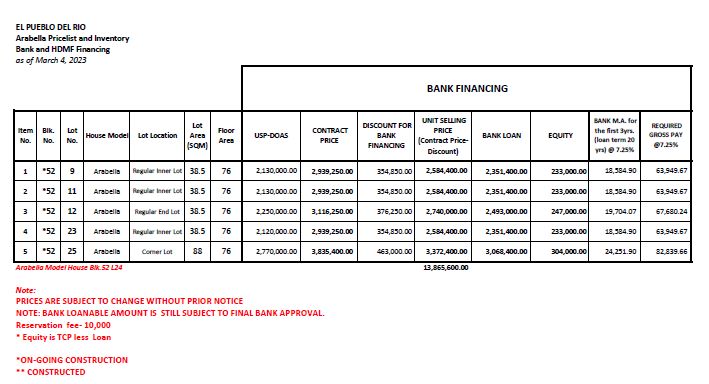 EL PUEBLO DEL RIO
Arabella Pricelist and Inventory
Bank and HDMF Financing
as of March 4, 2023
BANK FINANCING
Item No. Blk. No. Lot No. House Model Lot Location Lot Area (SQM) Floor Area USP-DOAS CONTRACT PRICE DISCOUNT FOR BANK FINANCING UNIT SELLING PRICE (Contract Price- Discount) BANK LOAN EQUITY BANK M.A. for the first 3yrs. (loan term 20 yrs) @ 7.25% REQUIRED GROSS PAY @7.25%
1 *52 9 Arabella Regular Inner Lot 38.5 76 2,130,000.00 2,939,250.00 354,850.00 2,584,400.00 2,351,400.00 233,000.00 18,584.90 63,949.67
2 *52 11 Arabella Regular Inner Lot 38.5 76 2,130,000.00 2,939,250.00 354,850.00 2,584,400.00 2,351,400.00 233,000.00 18,584.90 63,949.67
3 *52 12 Arabella Regular End Lot 38.5 76 2,250,000.00 3,116,250.00 376,250.00 2,740,000.00 2,493,000.00 247,000.00 19,704.07 67,680.24
4 *52 23 Arabella Regular Inner Lot 38.5 76 2,120,000.00 2,939,250.00 354,850.00 2,584,400.00 2,351,400.00 233,000.00 18,584.90 63,949.67
5 *52 25 Arabella Corner Lot 88 76 2,770,000.00 3,835,400.00 463,000.00 3,372,400.00 3,068,400.00 304,000.00 24,251.90 82,839.66
Arabella Model House Blk.52 L24 13,865,600.00
Note:
PRICES ARE SUBJECT TO CHANGE WITHOUT PRIOR NOTICE
NOTE: BANK LOANABLE AMOUNT IS STILL SUBJECT TO FINAL BANK APPROVAL.
Reservation fee- 10,000
* Equity is TCP less Loan
*ON-GOING CONSTRUCTION
** CONSTRUCTED